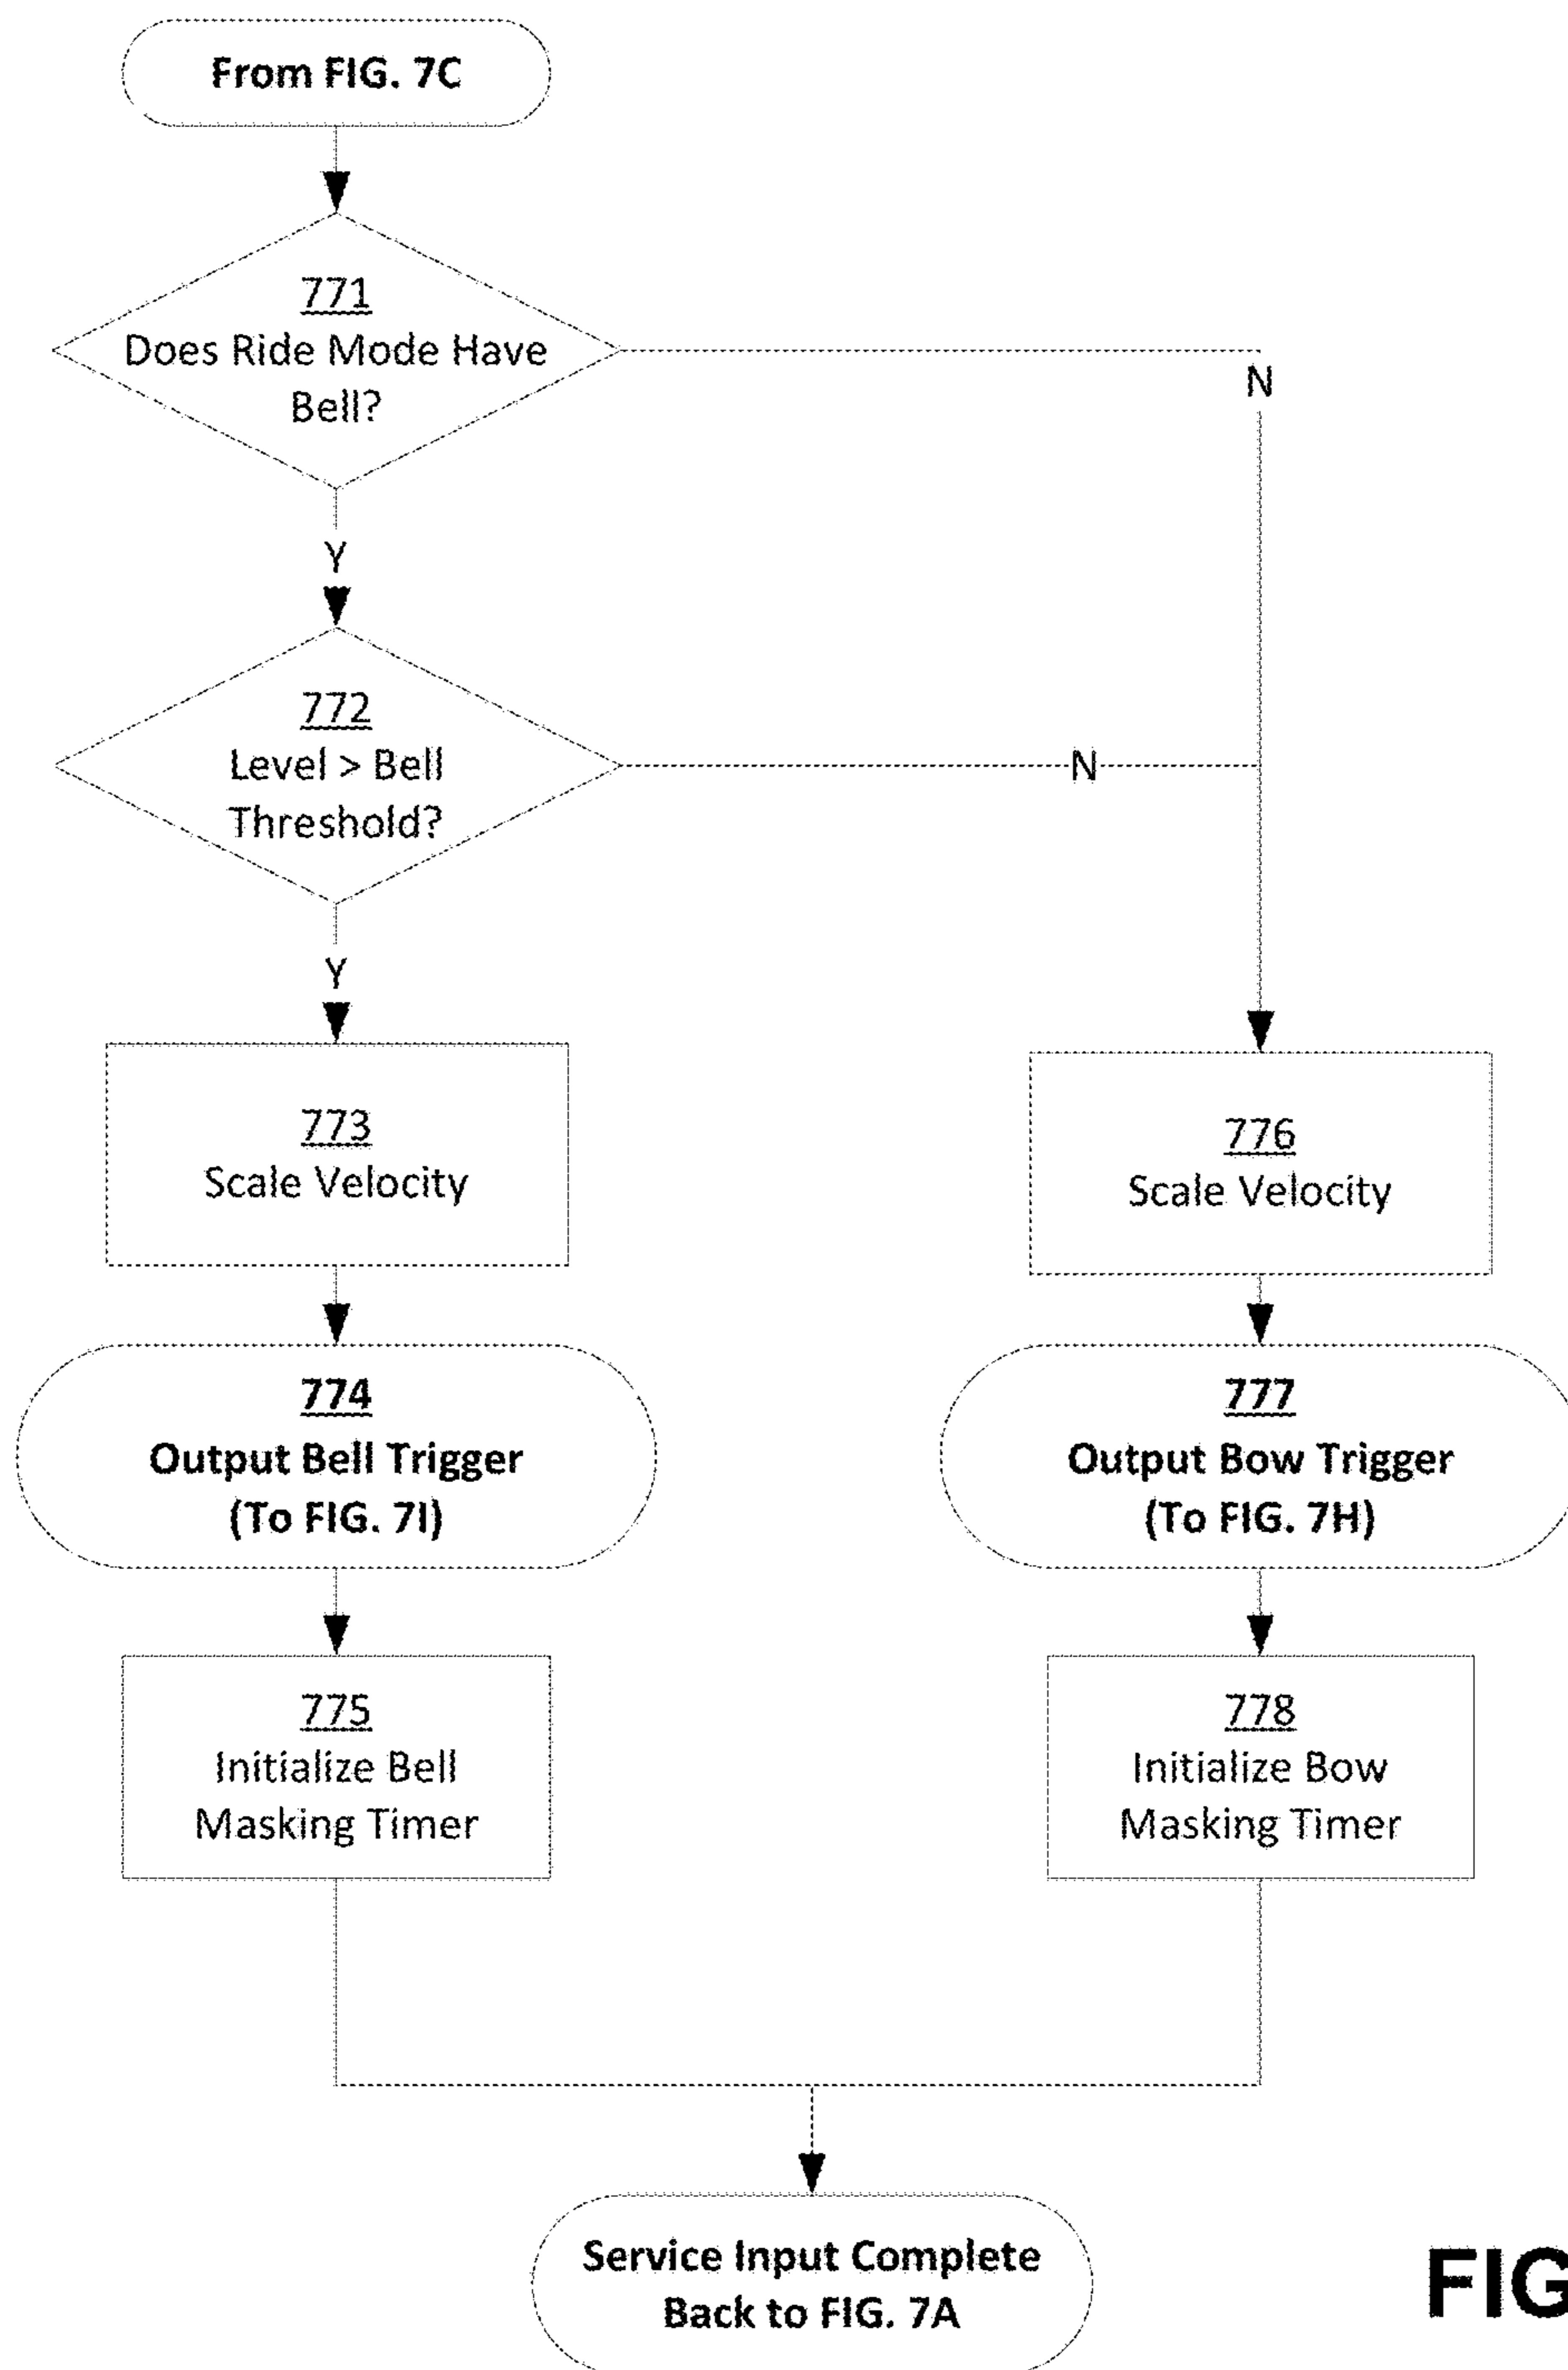 From FIG. 7C
771
Does Ride Mode Have
Bell?
N
Y
772
Level > Bell
Threshold?
N
Y
773
Scale Velocity
776
Scale Velocity
774
Output Bell Trigger
(To FIG. 7I)
777
Output Bow Trigger
(To FIG. 7H)
775
Initialize Bell
Masking Timer
778
Initialize Bow
Masking Timer
Service Input Complete
Back to FIG. 7A
FIG